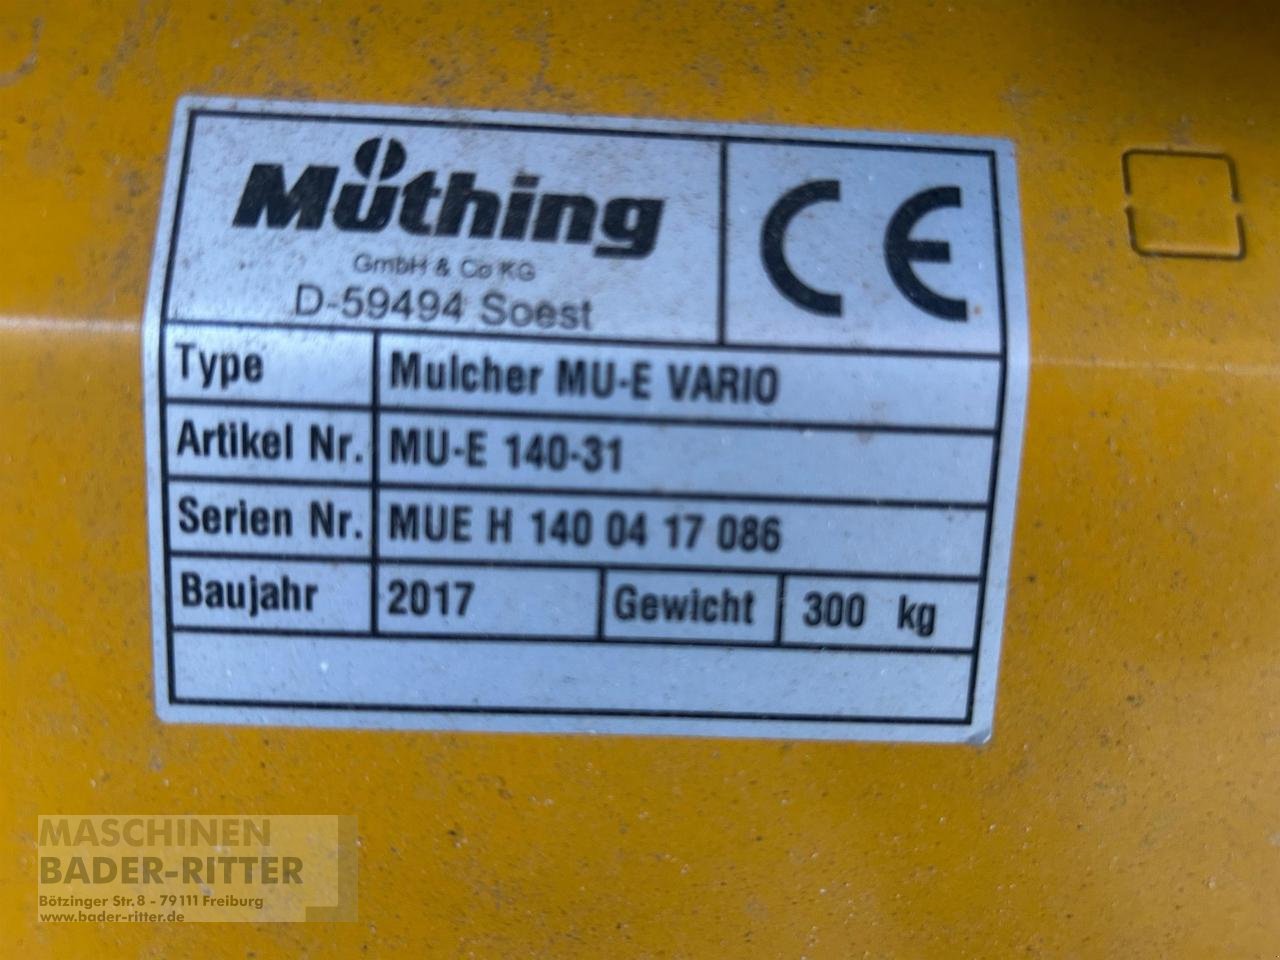 Müthing
GmbH & Co KG
D-59494 Soest
CE
Type Mulcher MU-E VARIO
Artikel Nr. MU-E 140-31
Serien Nr. MUE H 140 04 17 086
Baujahr 2017 Gewicht 300 kg
MASCHINEN
BADER-RITTER
Bötzinger Str. 8 - 79111 Freiburg
www.bader-ritter.de